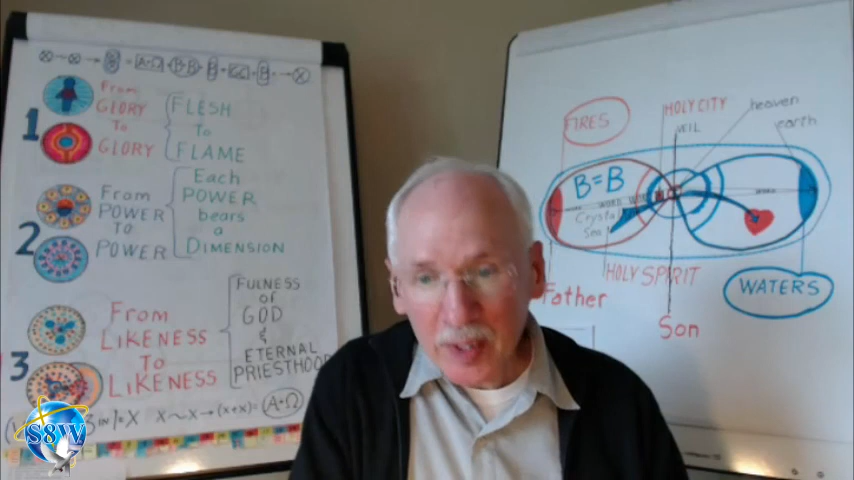 1
From
GLORY
To
GLORY
FLESH
To
FLAME
2
From
POWER
TO
POWER
Each
POWER
bears
a
DIMENSION
3
From
LIKENESS
To
LIKENESS
FULNESS
OF
GOD
&
ETERNAL
PRIESTHOOD
A+Ω
S8W
FIRES
HOLY CITY
VEIL
heaven
earth
B=B
Crystal
Sea
HOLY SPIRIT
WATERS
Father
Son